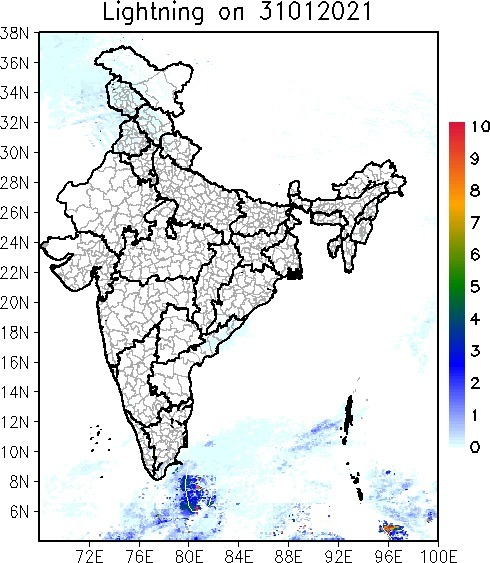 Lightning on 31012021
38N
36N
34N
32N
30N
28N
26N
24N
22N
20N
18N
16N
14N
12N
10N
8N
6N
72E 76E 80E 84E 88E 92E 96E 100E
10
9
8
7
6
5
4
3
2
1
0